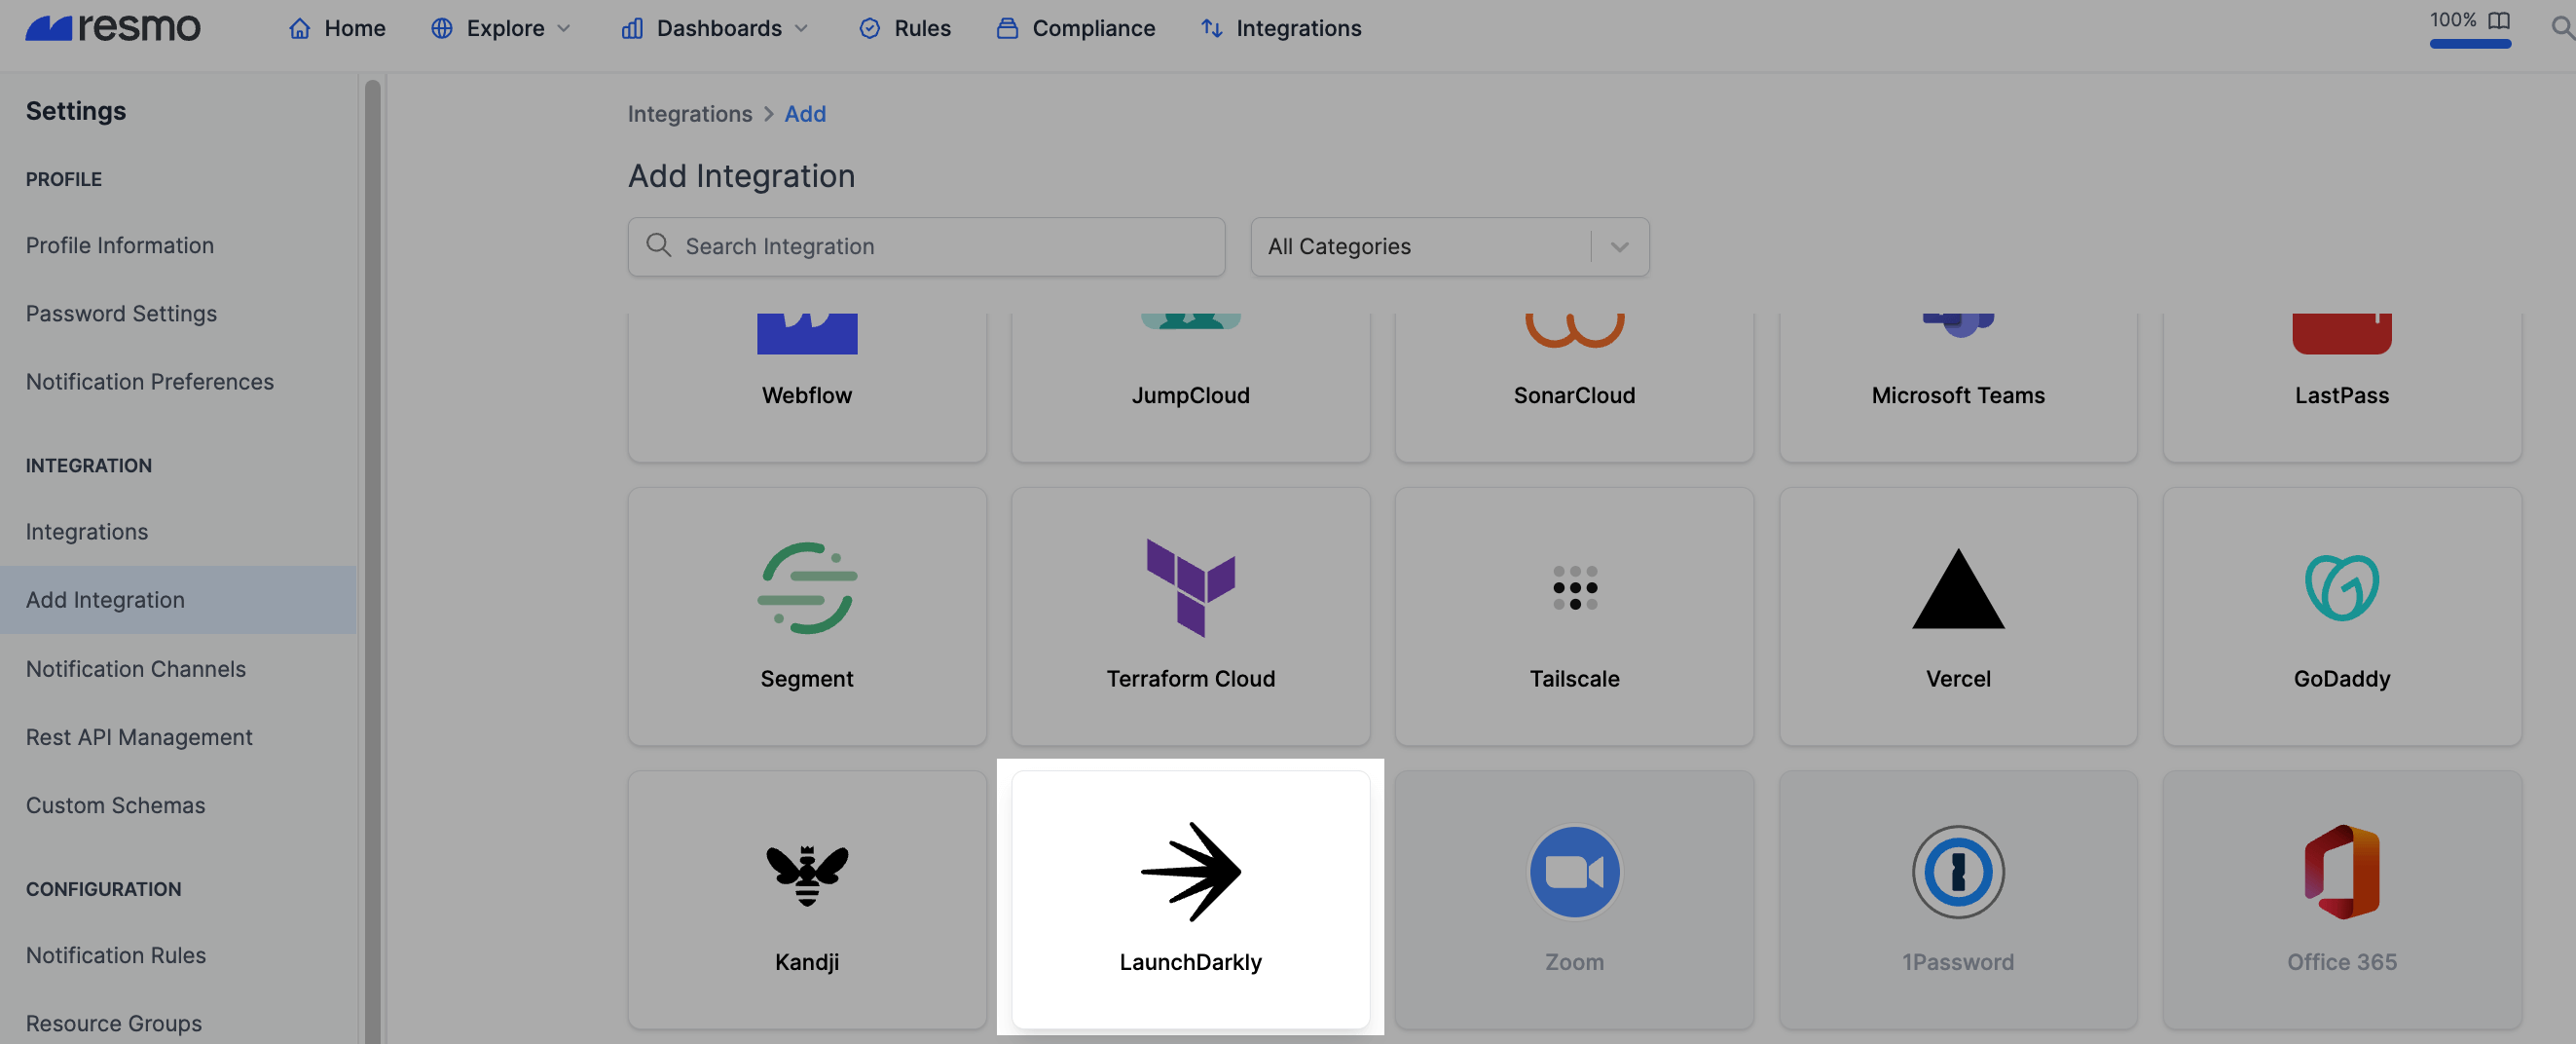 resmo
Home
Explore
Dashboards
Rules
Compliance
Integrations
100%
Settings
PROFILE
Profile Information
Password Settings
Notification Preferences
INTEGRATION
Integrations
Add Integration
Notification Channels
Rest API Management
Custom Schemas
CONFIGURATION
Notification Rules
Resource Groups
Integrations > Add
Add Integration
Search Integration
All Categories
Webflow
JumpCloud
SonarCloud
Microsoft Teams
LastPass
Segment
Terraform Cloud
Tailscale
Vercel
GoDaddy
Kandji
LaunchDarkly
Zoom
1Password
Office 365